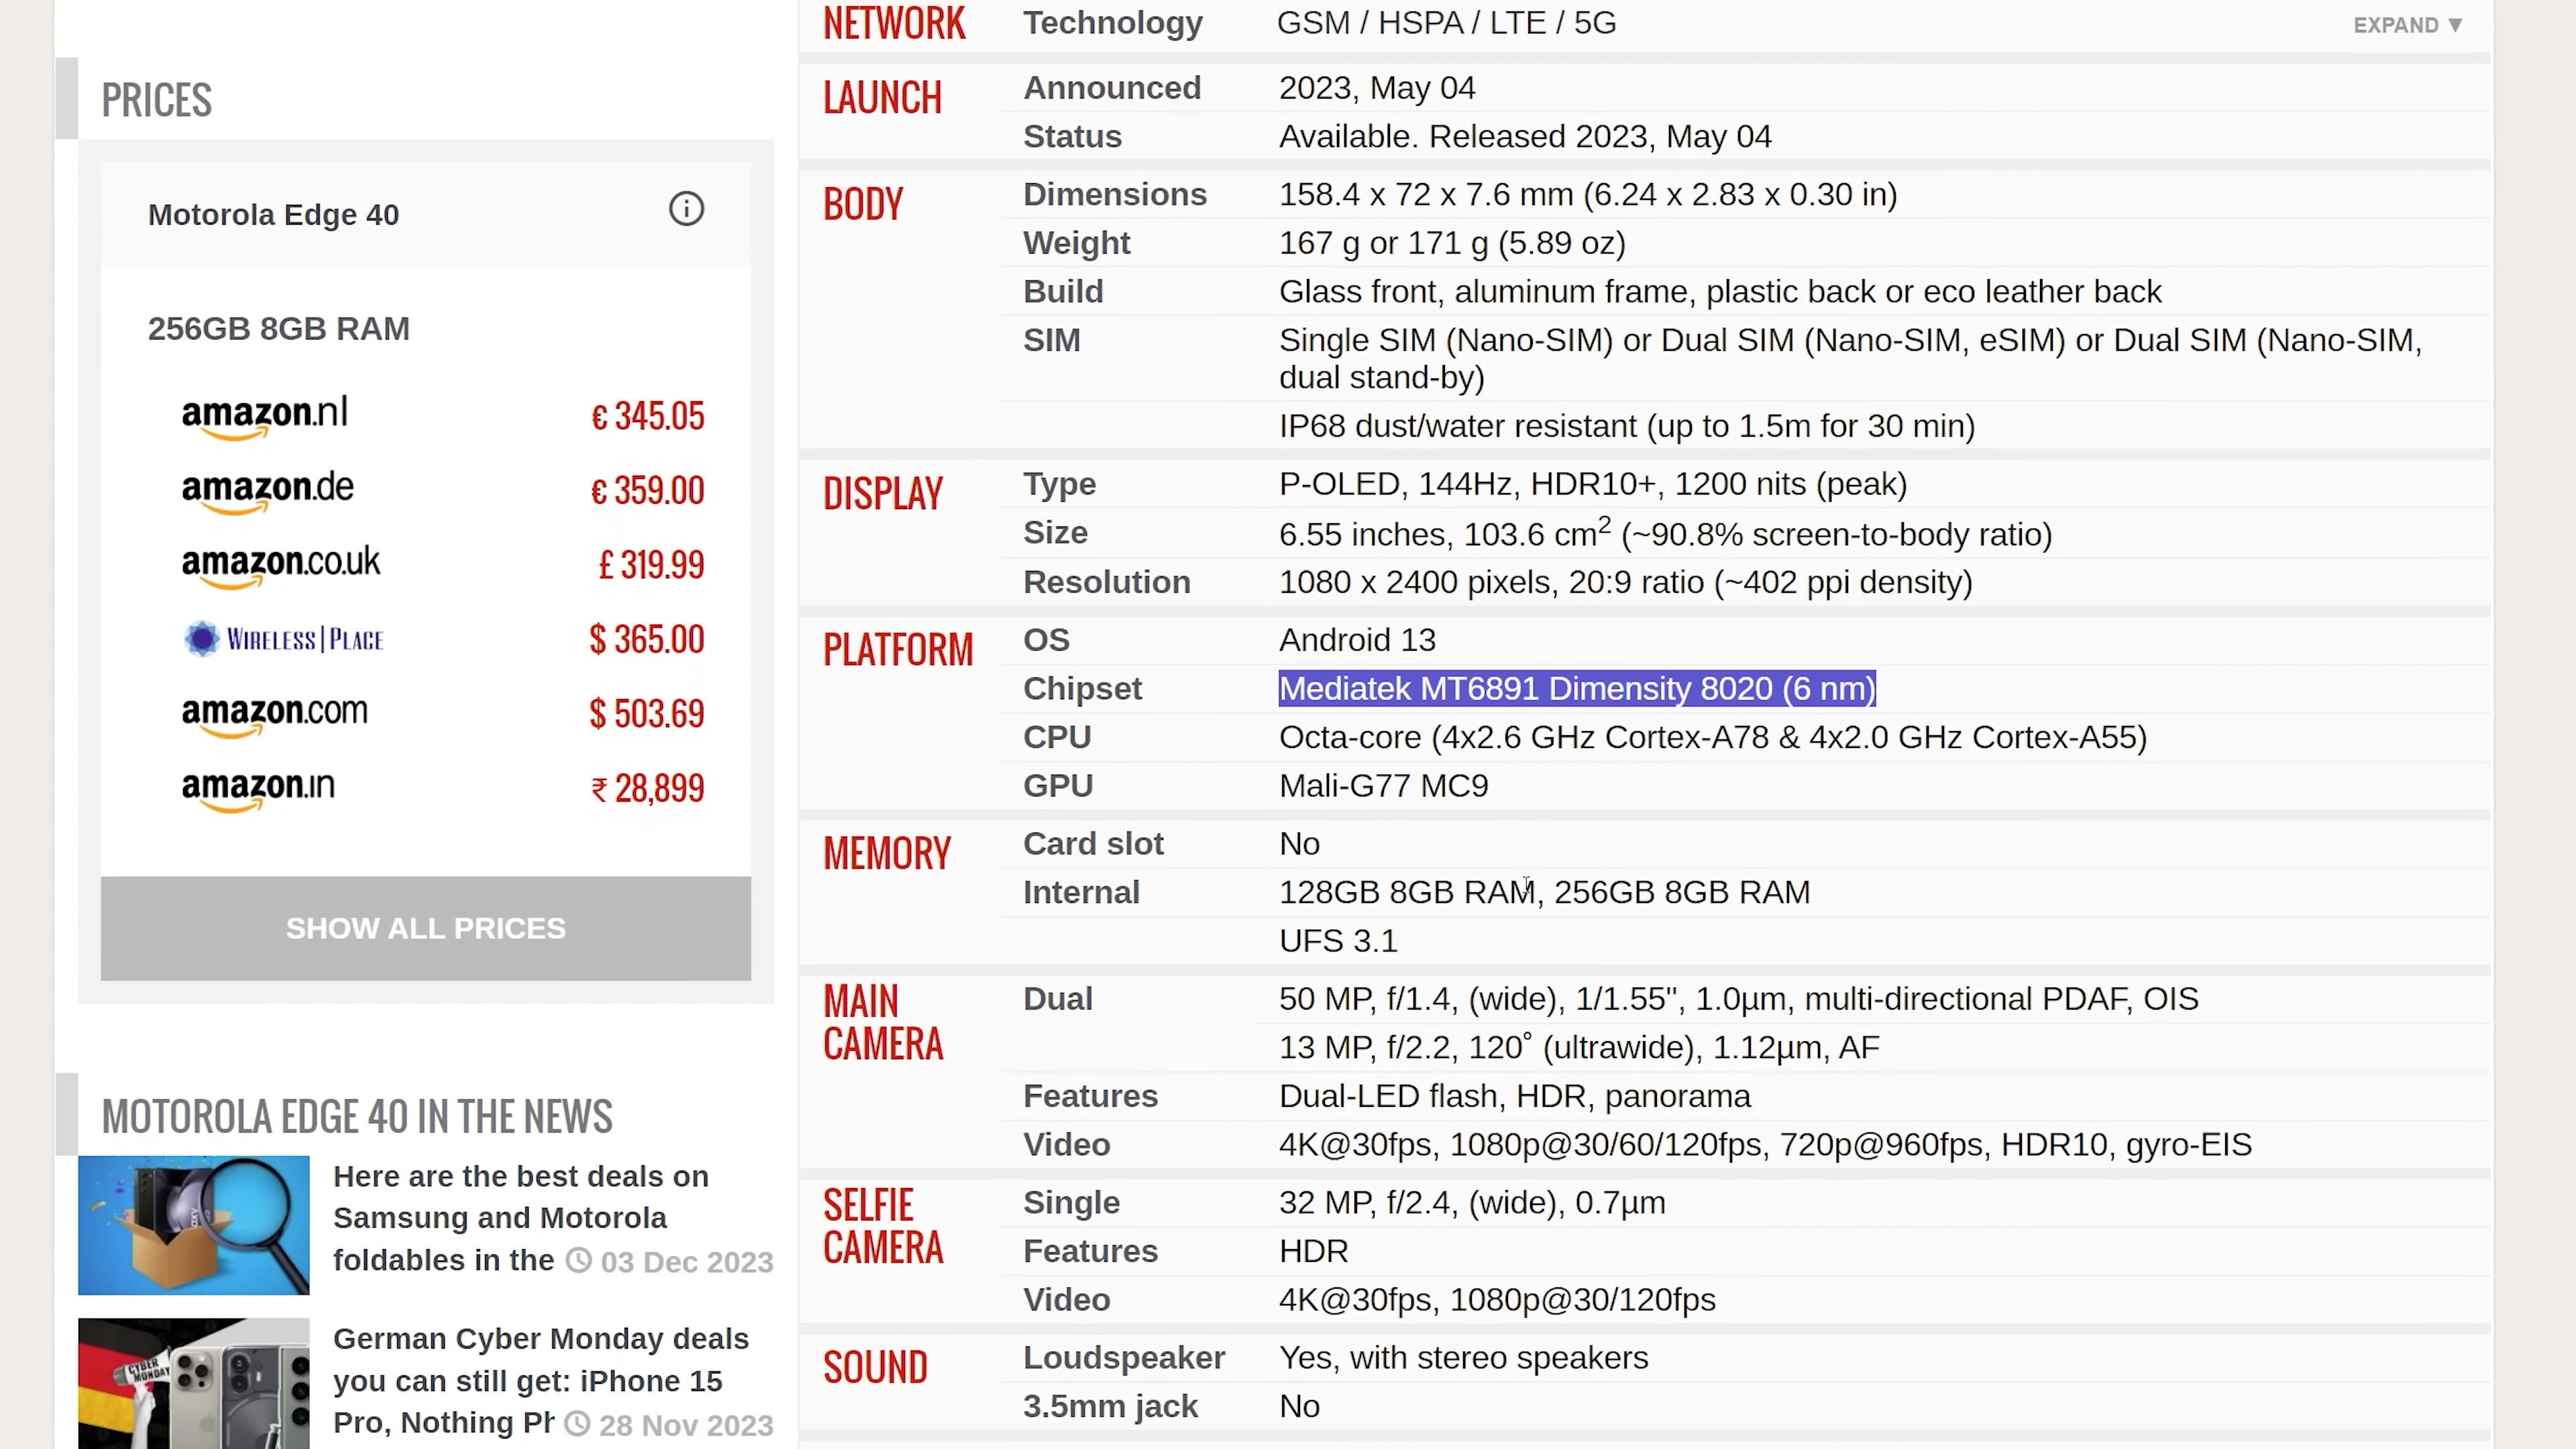 PRICES
Motorola Edge 40
256GB 8GB RAM
amazon.nl € 345.05
amazon.de € 359.00
amazon.co.uk £ 319.99
WIRELESS|PLACE $ 365.00
amazon.com $ 503.69
amazon.in ₹ 28,899
SHOW ALL PRICES
MOTOROLA EDGE 40 IN THE NEWS
Here are the best deals on
Samsung and Motorola
foldables in the 03 Dec 2023
CYBER
MONDAY
German Cyber Monday deals
you can still get: iPhone 15
Pro, Nothing Ph 28 Nov 2023
NETWORK Technology GSM / HSPA / LTE / 5G EXPAND ▼
LAUNCH Announced 2023, May 04
Status Available. Released 2023, May 04
BODY Dimensions 158.4 x 72 x 7.6 mm (6.24 x 2.83 x 0.30 in)
Weight 167 g or 171 g (5.89 oz)
Build Glass front, aluminum frame, plastic back or eco leather back
SIM Single SIM (Nano-SIM) or Dual SIM (Nano-SIM, eSIM) or Dual SIM (Nano-SIM,
dual stand-by)
IP68 dust/water resistant (up to 1.5m for 30 min)
DISPLAY Type P-OLED, 144Hz, HDR10+, 1200 nits (peak)
Size 6.55 inches, 103.6 cm² (~90.8% screen-to-body ratio)
Resolution 1080 x 2400 pixels, 20:9 ratio (~402 ppi density)
PLATFORM OS Android 13
Chipset Mediatek MT6891 Dimensity 8020 (6 nm)
CPU Octa-core (4x2.6 GHz Cortex-A78 & 4x2.0 GHz Cortex-A55)
GPU Mali-G77 MC9
MEMORY Card slot No
Internal 128GB 8GB RAM, 256GB 8GB RAM
UFS 3.1
MAIN CAMERA Dual 50 MP, f/1.4, (wide), 1/1.55", 1.0µm, multi-directional PDAF, OIS
13 MP, f/2.2, 120˚ (ultrawide), 1.12µm, AF
Features Dual-LED flash, HDR, panorama
Video 4K@30fps, 1080p@30/60/120fps, 720p@960fps, HDR10, gyro-EIS
SELFIE CAMERA Single 32 MP, f/2.4, (wide), 0.7µm
Features HDR
Video 4K@30fps, 1080p@30/120fps
SOUND Loudspeaker Yes, with stereo speakers
3.5mm jack No